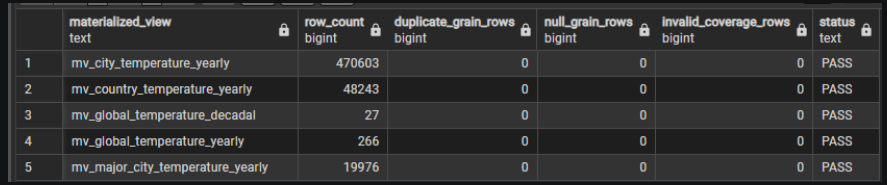 materialized_view row_count duplicate_grain_rows null_grain_rows invalid_coverage_rows status
text bigint bigint bigint bigint text
1 mv_city_temperature_yearly 470603 0 0 0 PASS
2 mv_country_temperature_yearly 48243 0 0 0 PASS
3 mv_global_temperature_decadal 27 0 0 0 PASS
4 mv_global_temperature_yearly 266 0 0 0 PASS
5 mv_major_city_temperature_yearly 19976 0 0 0 PASS